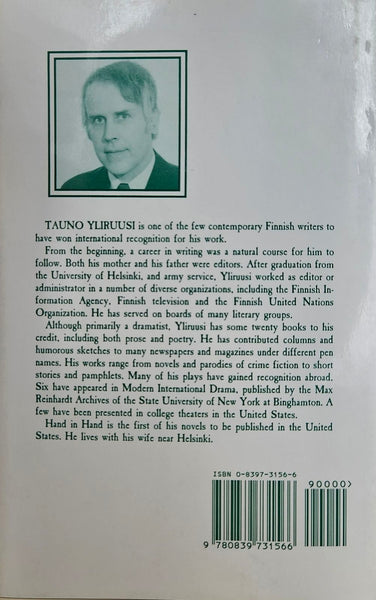 TAUNO YLIRUUSI is one of the few contemporary Finnish writers to
have won international recognition for his work.
From the beginning, a career in writing was a natural course for him to
follow. Both his mother and his father were editors. After graduation from
the University of Helsinki, and army service, Yliruusi worked as editor or
administrator in a number of diverse organizations, including the Finnish In-
formation Agency, Finnish television and the Finnish United Nations
Organization. He has served on boards of many literary groups.
Although primarily a dramatist, Yliruusi has some twenty books to his
credit, including both prose and poetry. He has contributed columns and
humorous sketches to many newspapers and magazines under different pen
names. His works range from novels and parodies of crime fiction to short
stories and pamphlets. Many of his plays have gained recognition abroad.
Six have appeared in Modern International Drama, published by the Max
Reinhardt Archives of the State University of New York at Binghamton. A
few have been presented in college theaters in the United States.
Hand in Hand is the first of his novels to be published in the United
States. He lives with his wife near Helsinki.
ISBN 0-8397-3156-6
90000>
9 780839 731566